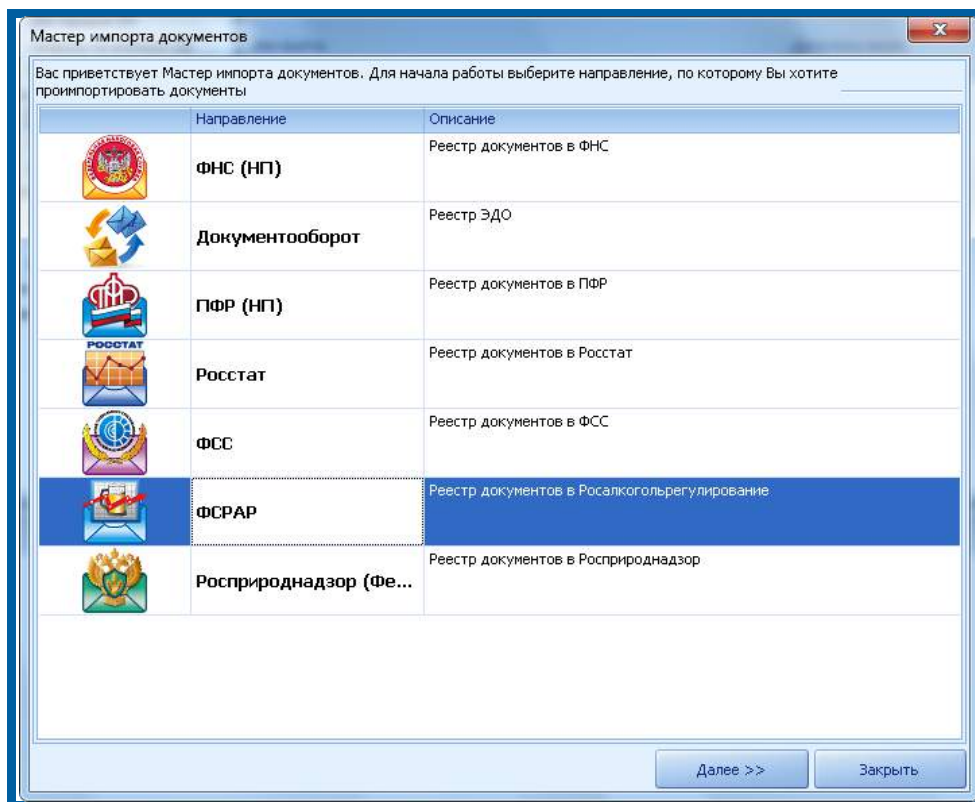 Мастер импорта документов
Вас приветствует Мастер импорта документов. Для начала работы выберите направление, по которому Вы хотите
проимпортировать документы
Направление Описание
ФНС (НП) Реестр документов в ФНС
Документооборот Реестр ЭДО
ПФР (НП) Реестр документов в ПФР
РОССТАТ
Росстат Реестр документов в Росстат
ФСС Реестр документов в ФСС
ФСРАР Реестр документов в Росалкогольрегулирование
Росприроднадзор (Фе... Реестр документов в Росприроднадзор
Далее >> Закрыть